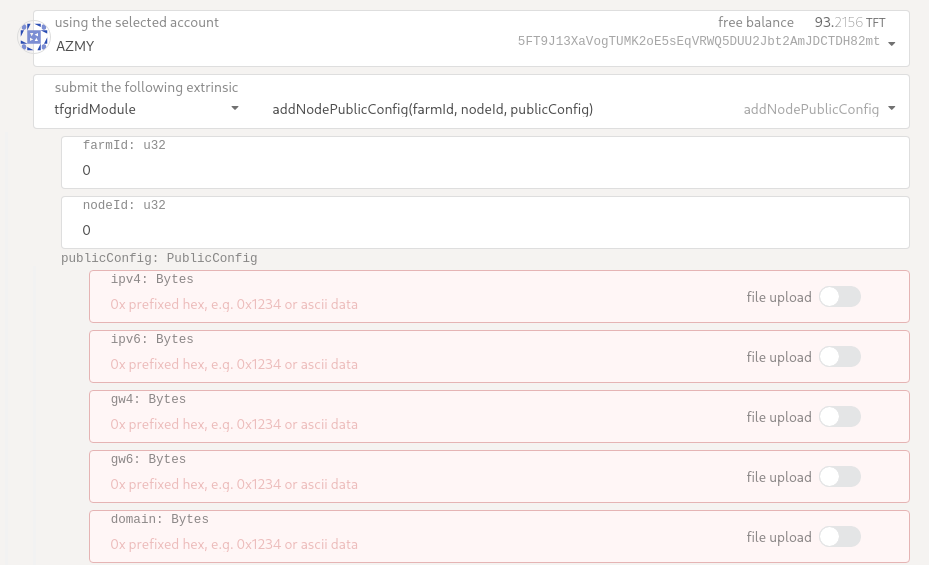 using the selected account
free balance 93.2156 TFT
AZMY
5FT9J13XaVogTUMK2oE5sEqVRWQ5DUU2Jbt2AmJDCTDH82mt
submit the following extrinsic
tfgridModule
addNodePublicConfig(farmId, nodeId, publicConfig)
addNodePublicConfig
farmId: u32
0
nodeId: u32
0
publicConfig: PublicConfig
ipv4: Bytes
0x prefixed hex, e.g. 0x1234 or ascii data
file upload
ipv6: Bytes
0x prefixed hex, e.g. 0x1234 or ascii data
file upload
gw4: Bytes
0x prefixed hex, e.g. 0x1234 or ascii data
file upload
gw6: Bytes
0x prefixed hex, e.g. 0x1234 or ascii data
file upload
domain: Bytes
0x prefixed hex, e.g. 0x1234 or ascii data
file upload